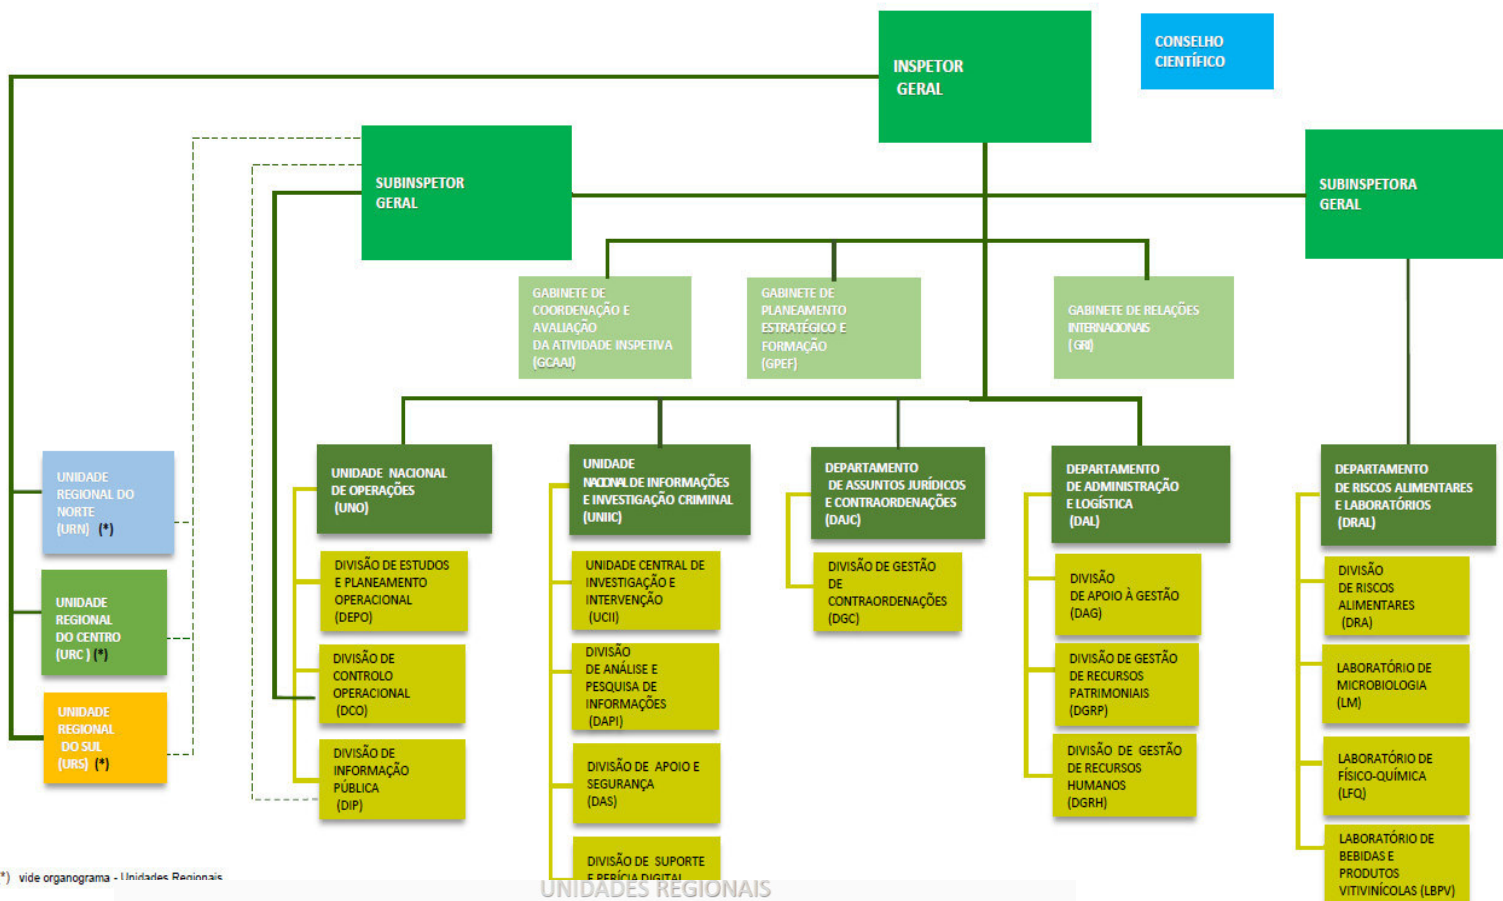 CONSELHO
CIENTÍFICO
INSPETOR
GERAL
SUBINSPETOR
GERAL
SUBINSPETORA
GERAL
GABINETE DE
COORDENAÇÃO E
AVALIAÇÃO
DA ATIVIDADE INSPETIVA
(GCAAI)
GABINETE DE
PLANEAMENTO
ESTRATÉGICO E
FORMAÇÃO
(GPEF)
GABINETE DE RELAÇÕES
INTERNACIONAIS
( GRI)
UNIDADE
REGIONAL DO
NORTE
(URN) (*)
UNIDADE
REGIONAL
DO CENTRO
(URC ) (*)
UNIDADE
REGIONAL
DO SUL
(URS) (*)
UNIDADE NACIONAL
DE OPERAÇÕES
(UNO)
DIVISÃO DE ESTUDOS
E PLANEAMENTO
OPERACIONAL
(DEPO)
DIVISÃO DE
CONTROLO
OPERACIONAL
(DCO)
DIVISÃO DE
INFORMAÇÃO
PÚBLICA
(DIP)
UNIDADE
NACIONAL DE INFORMAÇÕES
E INVESTIGAÇÃO CRIMINAL
(UNIIC)
UNIDADE CENTRAL DE
INVESTIGAÇÃO E
INTERVENÇÃO
(UCII)
DIVISÃO
DE ANÁLISE E
PESQUISA DE
INFORMAÇÕES
(DAPI)
DIVISÃO DE APOIO E
SEGURANÇA
(DAS)
DIVISÃO DE SUPORTE
E PERÍCIA DIGITAL
DEPARTAMENTO
DE ASSUNTOS JURÍDICOS
E CONTRAORDENAÇÕES
(DAJC)
DIVISÃO DE GESTÃO
DE
CONTRAORDENAÇÕES
(DGC)
DEPARTAMENTO
DE ADMINISTRAÇÃO
E LOGÍSTICA
(DAL)
DIVISÃO
DE APOIO À GESTÃO
(DAG)
DIVISÃO DE GESTÃO
DE RECURSOS
PATRIMONIAIS
(DGRP)
DIVISÃO DE GESTÃO
DE RECURSOS
HUMANOS
(DGRH)
DEPARTAMENTO
DE RISCOS ALIMENTARES
E LABORATÓRIOS
(DRAL)
DIVISÃO
DE RISCOS
ALIMENTARES
(DRA)
LABORATÓRIO DE
MICROBIOLOGIA
(LM)
LABORATÓRIO DE
FÍSICO-QUÍMICA
(LFQ)
LABORATÓRIO DE
BEBIDAS E
PRODUTOS
VITIVINÍCOLAS (LBPV)
(*) vide organograma - Unidades Regionais
UNIDADES REGIONAIS